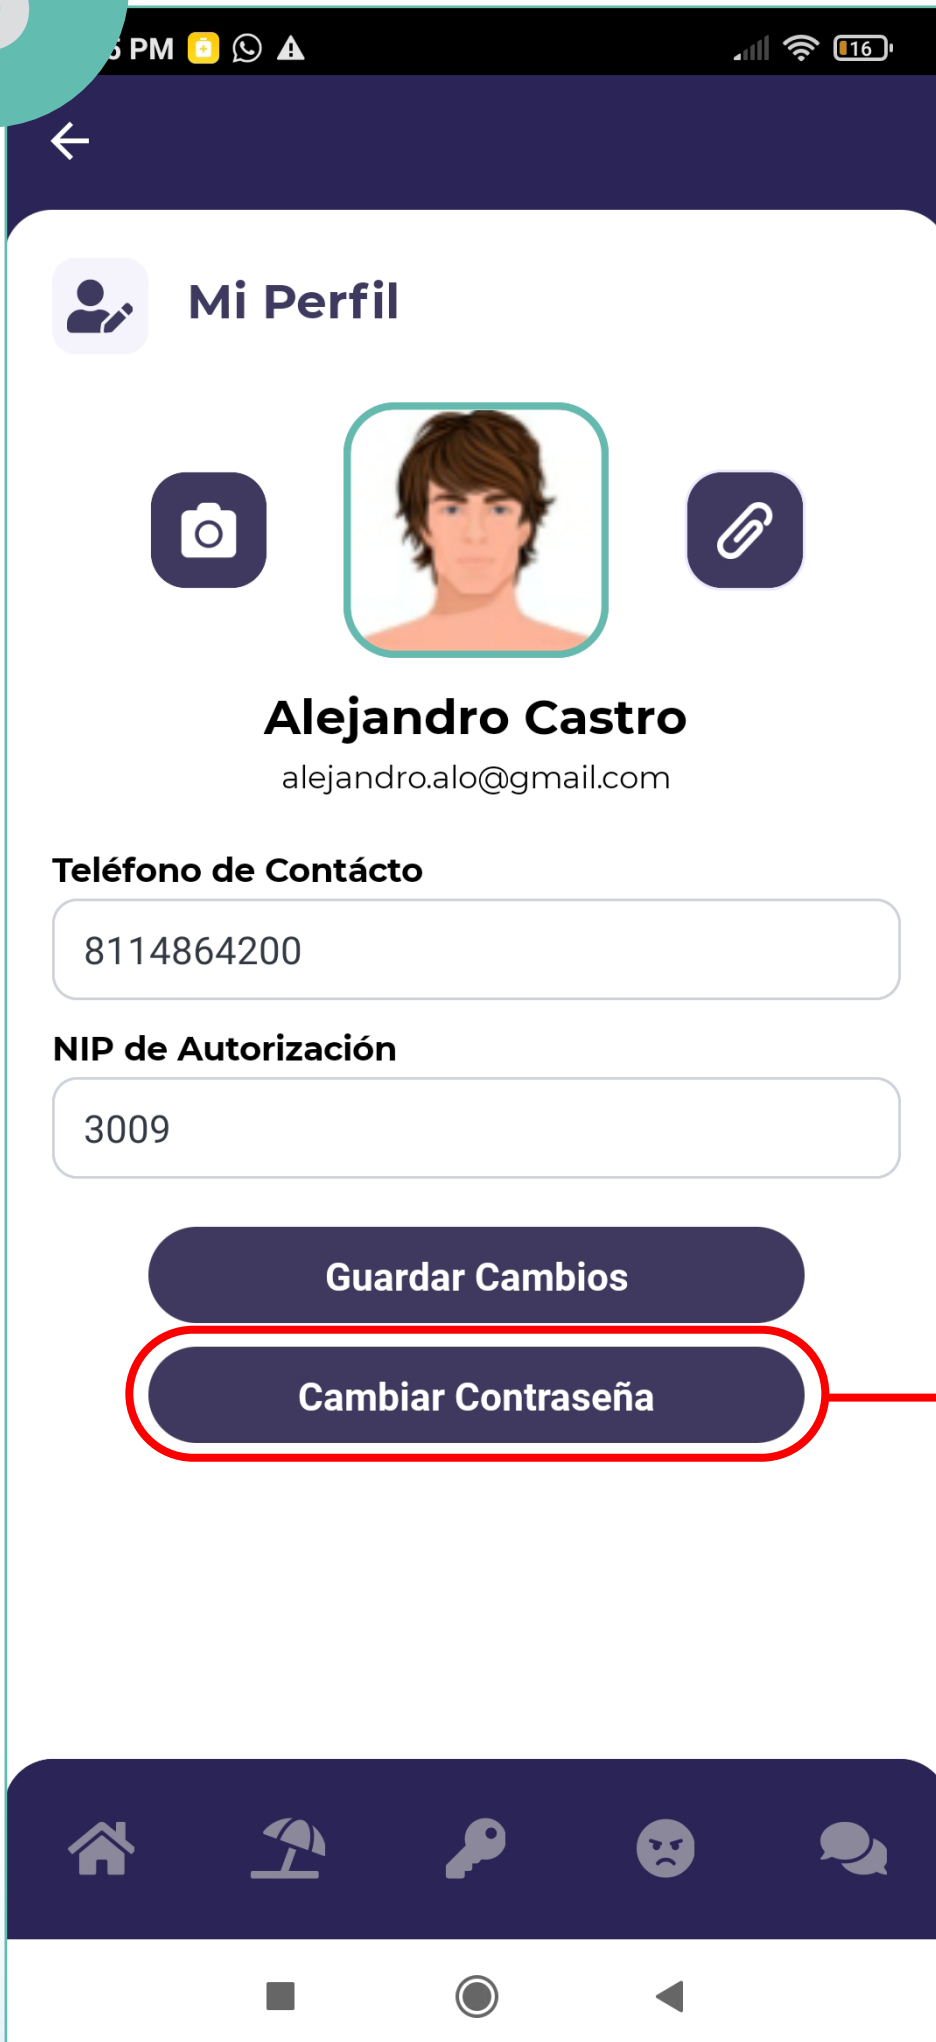 PM
16
Mi Perfil
Alejandro Castro
alejandro.alo@gmail.com
Teléfono de Contácto
8114864200
NIP de Autorización
3009
Guardar Cambios
Cambiar Contraseña